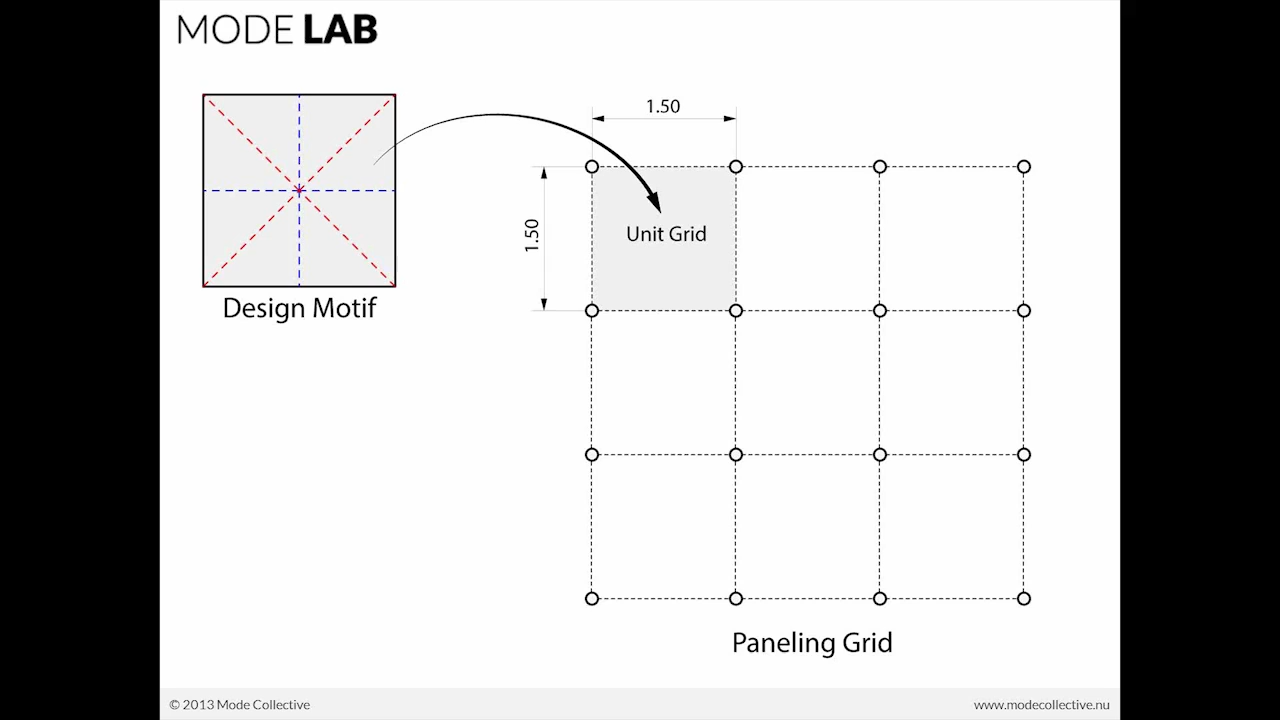 MODE LAB
1.50
1.50
Unit Grid
Design Motif
Paneling Grid
© 2013 Mode Collective
www.modecollective.nu